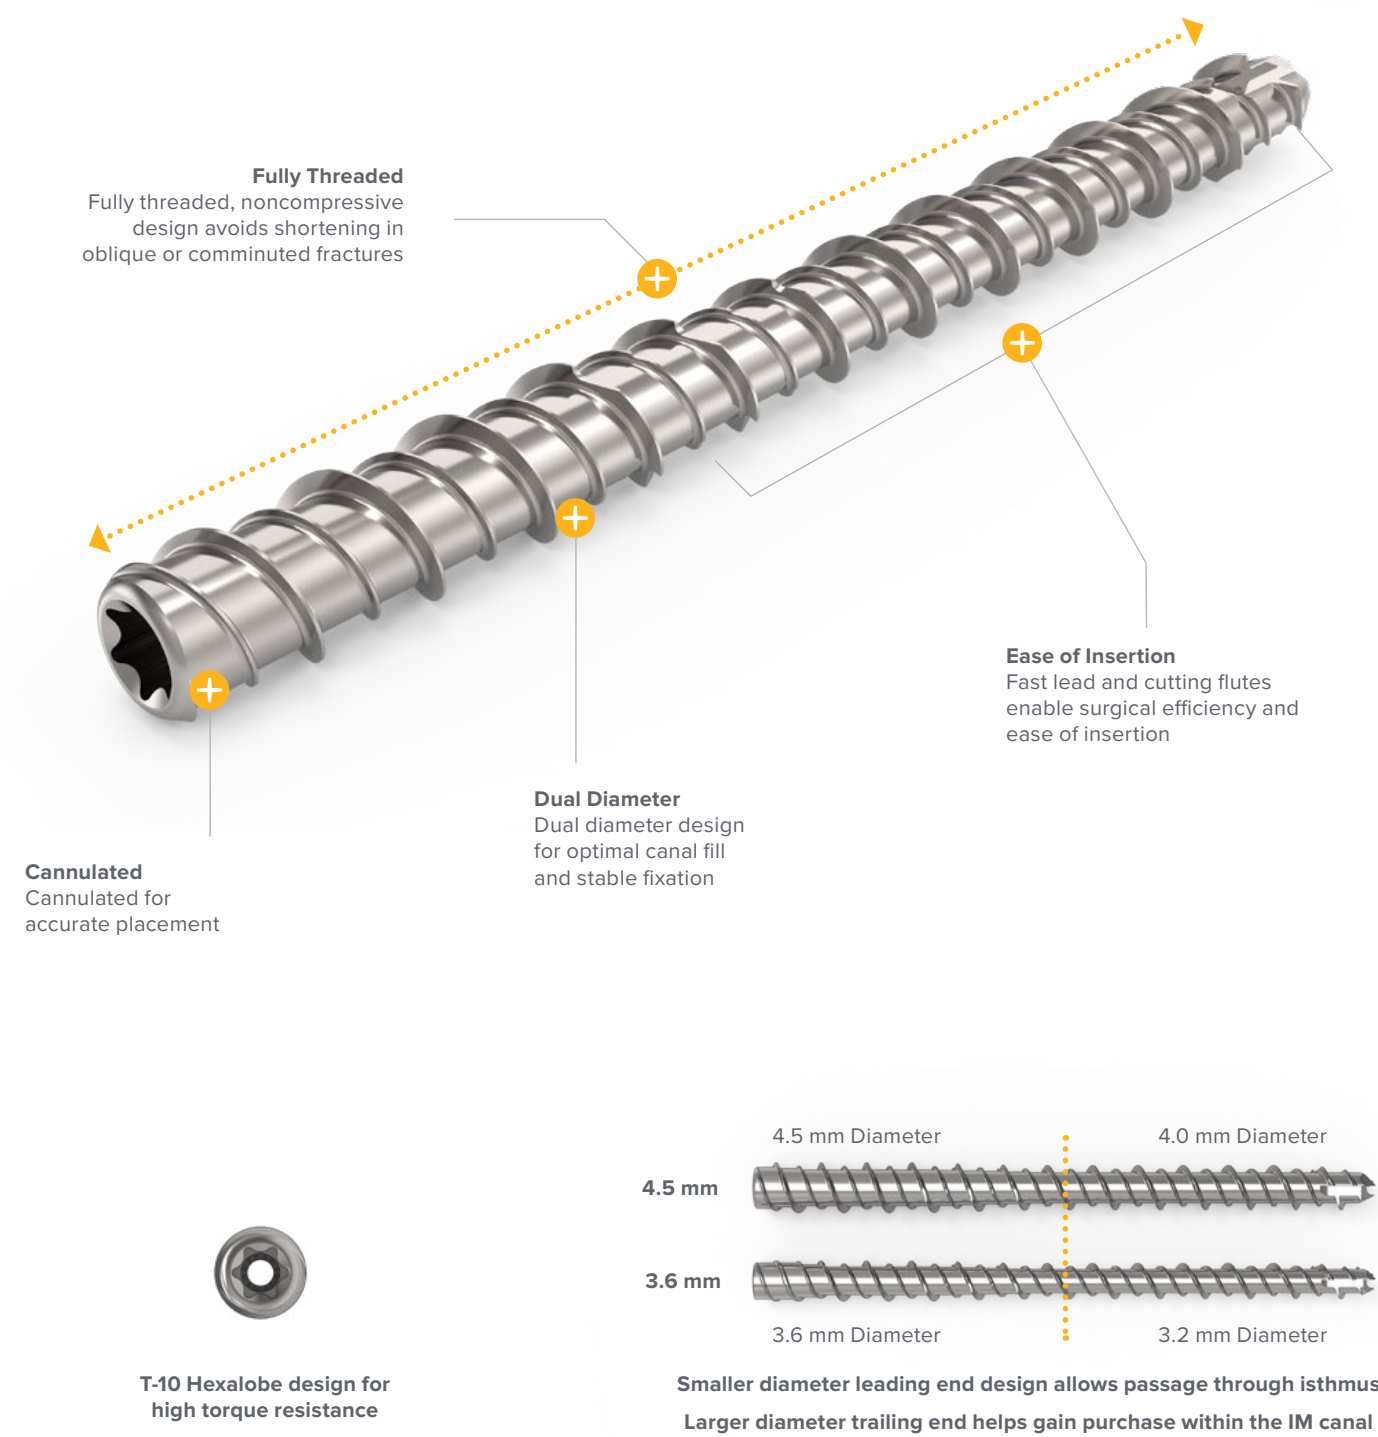 Fully Threaded
Fully threaded, noncompressive
design avoids shortening in
oblique or comminuted fractures
Ease of Insertion
Fast lead and cutting flutes
enable surgical efficiency and
ease of insertion
Dual Diameter
Dual diameter design
for optimal canal fill
and stable fixation
Cannulated
Cannulated for
accurate placement
4.5 mm Diameter
4.0 mm Diameter
4.5 mm
3.6 mm
3.6 mm Diameter
3.2 mm Diameter
T-10 Hexalobe design for
high torque resistance
Smaller diameter leading end design allows passage through isthmus
Larger diameter trailing end helps gain purchase within the IM canal